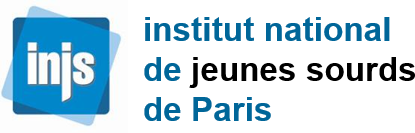 injs
institut national
de jeunes sourds
de Paris